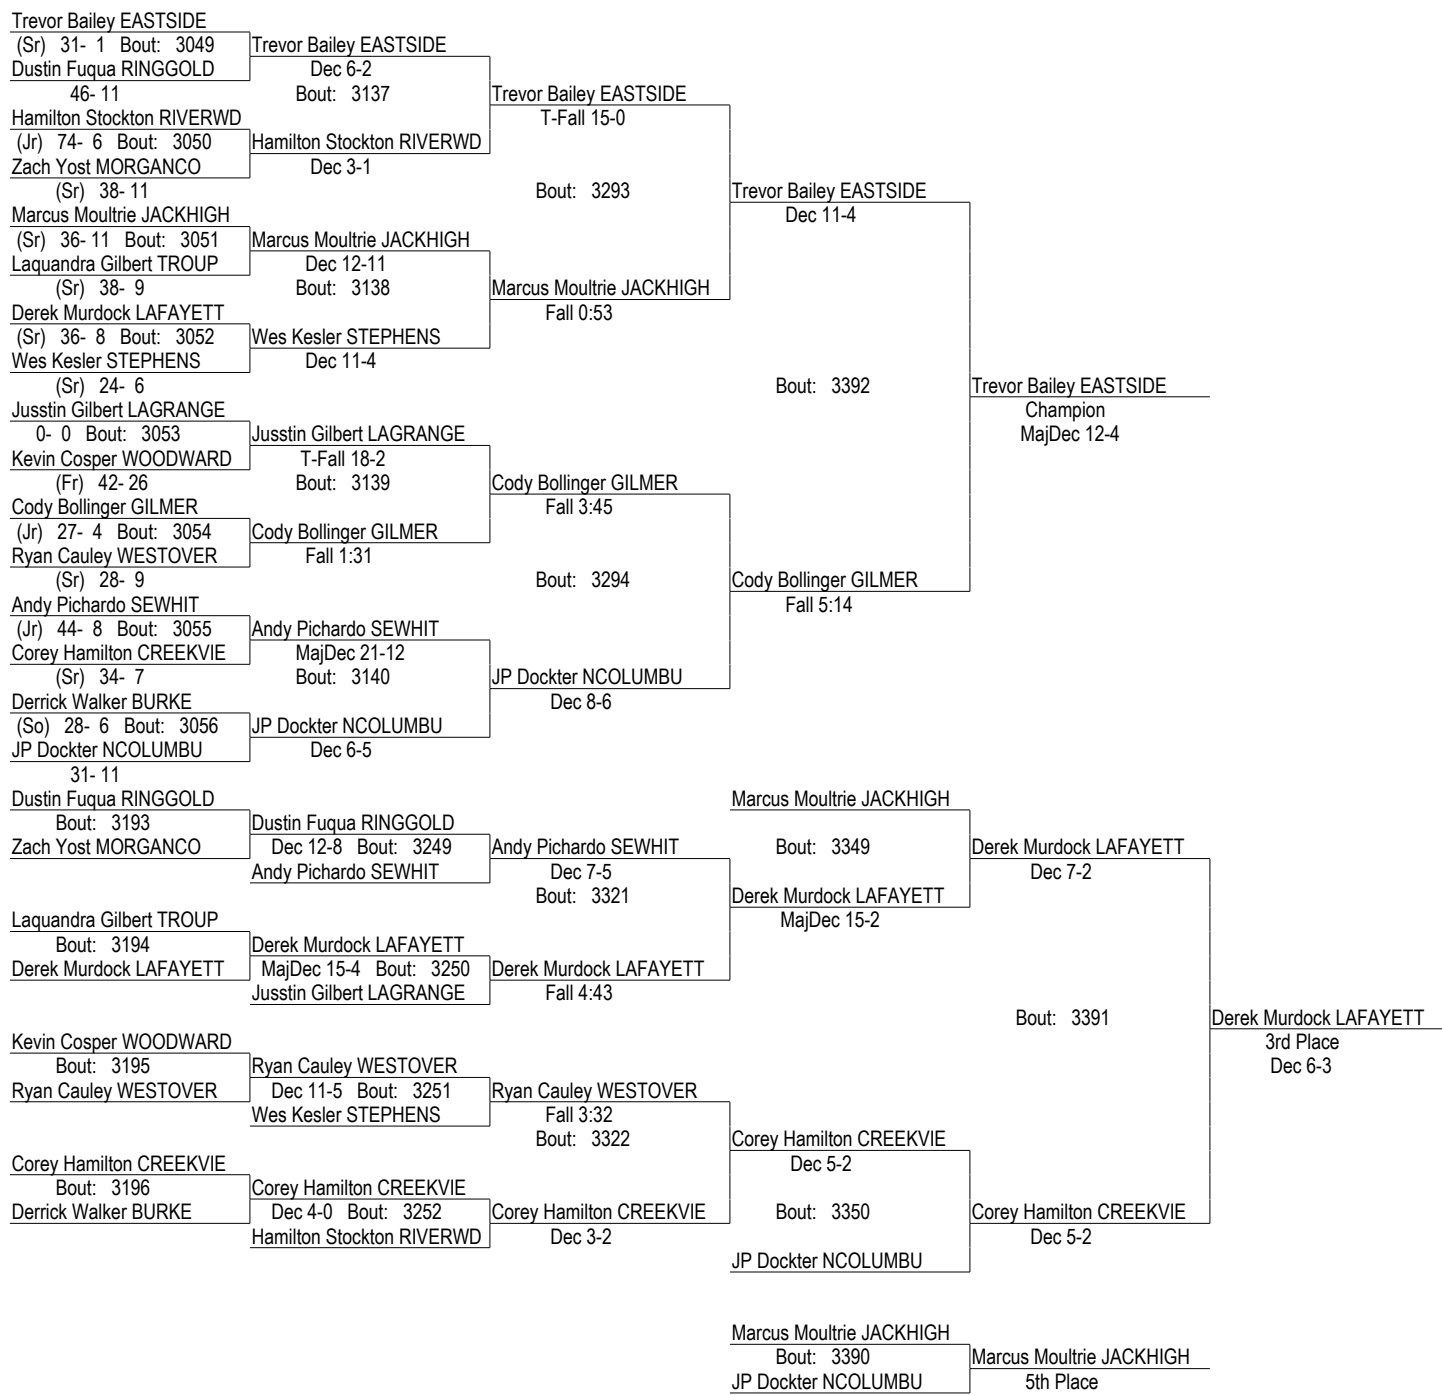 Trevor Bailey EASTSIDE
(Sr) 31- 1 Bout: 3049 Trevor Bailey EASTSIDE
Dustin Fuqua RINGGOLD Dec 6-2
46- 11 Bout: 3137 Trevor Bailey EASTSIDE
Hamilton Stockton RIVERWD T-Fall 15-0
(Jr) 74- 6 Bout: 3050 Hamilton Stockton RIVERWD
Zach Yost MORGANCO Dec 3-1
(Sr) 38- 11 Bout: 3293 Trevor Bailey EASTSIDE
Marcus Moultrie JACKHIGH Dec 11-4
(Sr) 36- 11 Bout: 3051 Marcus Moultrie JACKHIGH
Laquandra Gilbert TROUP Dec 12-11
(Sr) 38- 9 Bout: 3138 Marcus Moultrie JACKHIGH
Derek Murdock LAFAYETT Fall 0:53
(Sr) 36- 8 Bout: 3052 Wes Kesler STEPHENS
Wes Kesler STEPHENS Dec 11-4
(Sr) 24- 6 Bout: 3392 Trevor Bailey EASTSIDE
Jusstin Gilbert LAGRANGE Champion
0- 0 Bout: 3053 Jusstin Gilbert LAGRANGE MajDec 12-4
Kevin Cosper WOODWARD T-Fall 18-2
(Fr) 42- 26 Bout: 3139 Cody Bollinger GILMER
Cody Bollinger GILMER Fall 3:45
(Jr) 27- 4 Bout: 3054 Cody Bollinger GILMER
Ryan Cauley WESTOVER Fall 1:31
(Sr) 28- 9 Bout: 3294 Cody Bollinger GILMER
Andy Pichardo SEWHIT Fall 5:14
(Jr) 44- 8 Bout: 3055 Andy Pichardo SEWHIT
Corey Hamilton CREEKVIE MajDec 21-12
(Sr) 34- 7 Bout: 3140 JP Dockter NCOLUMBU
Derrick Walker BURKE Dec 8-6
(So) 28- 6 Bout: 3056 JP Dockter NCOLUMBU
JP Dockter NCOLUMBU Dec 6-5
31- 11
Dustin Fuqua RINGGOLD Marcus Moultrie JACKHIGH
Bout: 3193 Dustin Fuqua RINGGOLD
Zach Yost MORGANCO Dec 12-8 Bout: 3249 Andy Pichardo SEWHIT Bout: 3349 Derek Murdock LAFAYETT
Andy Pichardo SEWHIT Dec 7-5 Dec 7-2
Bout: 3321 Derek Murdock LAFAYETT
Laquandra Gilbert TROUP MajDec 15-2
Bout: 3194 Derek Murdock LAFAYETT
Derek Murdock LAFAYETT MajDec 15-4 Bout: 3250 Derek Murdock LAFAYETT
Jusstin Gilbert LAGRANGE Fall 4:43
Bout: 3391 Derek Murdock LAFAYETT
Kevin Cosper WOODWARD 3rd Place
Bout: 3195 Ryan Cauley WESTOVER Dec 6-3
Ryan Cauley WESTOVER Dec 11-5 Bout: 3251 Ryan Cauley WESTOVER
Wes Kesler STEPHENS Fall 3:32
Bout: 3322 Corey Hamilton CREEKVIE
Corey Hamilton CREEKVIE Dec 5-2
Bout: 3196 Corey Hamilton CREEKVIE
Derrick Walker BURKE Dec 4-0 Bout: 3252 Corey Hamilton CREEKVIE Bout: 3350 Corey Hamilton CREEKVIE
Hamilton Stockton RIVERWD Dec 3-2 Dec 5-2
JP Dockter NCOLUMBU
Marcus Moultrie JACKHIGH
Bout: 3390 Marcus Moultrie JACKHIGH
JP Dockter NCOLUMBU 5th Place